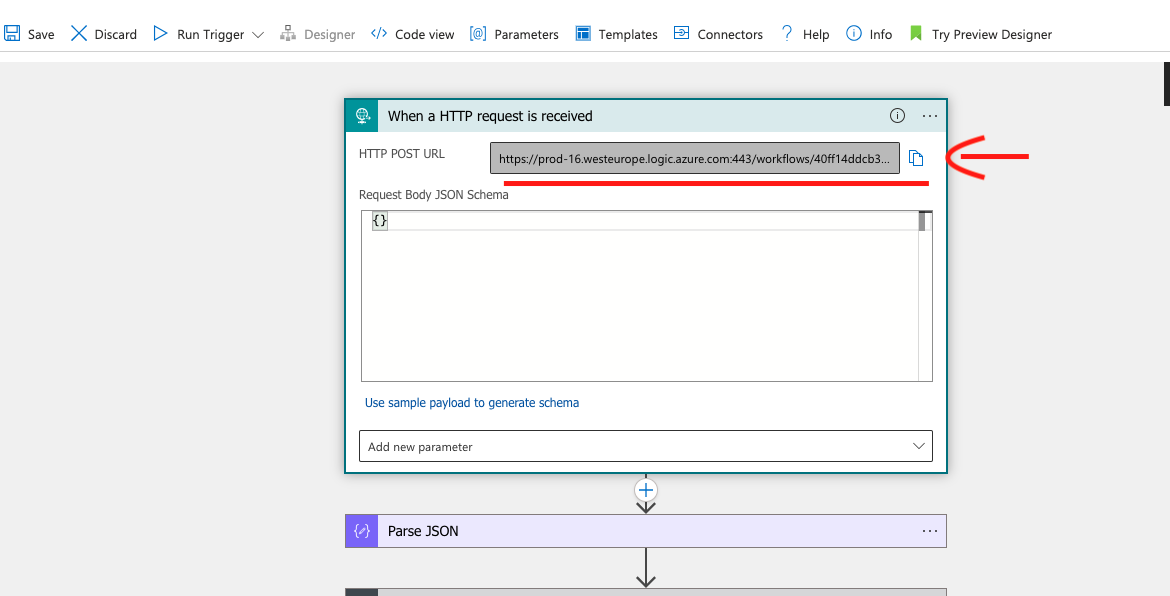 Save Discard Run Trigger Designer Code view Parameters Templates Connectors Help Info Try Preview Designer
When a HTTP request is received
HTTP POST URL https://prod-16.westeurope.logic.azure.com:443/workflows/40ff14ddcb3...
Request Body JSON Schema
{}
Use sample payload to generate schema
Add new parameter
Parse JSON